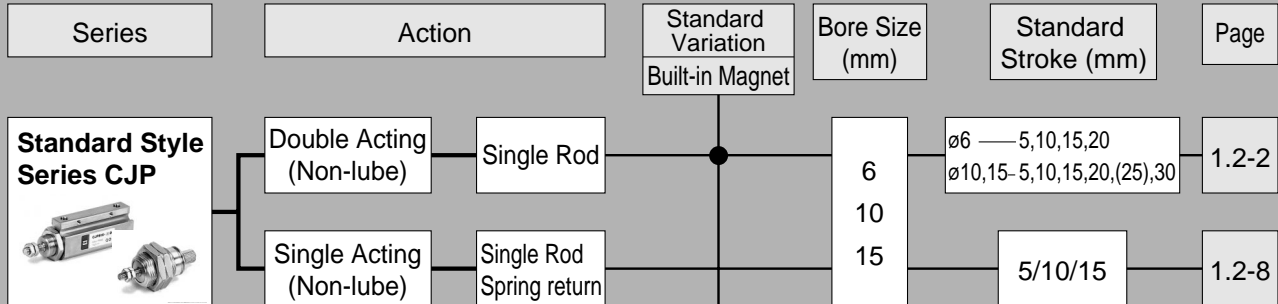 Series
Action
Standard
Variation
Built-in Magnet
Bore Size
(mm)
Standard
Stroke (mm)
Page
Standard Style
Series CJP
Double Acting
(Non-lube)
Single Rod
6
10
15
ø6 —— 5,10,15,20
ø10,15– 5,10,15,20,(25),30
1.2-2
Single Acting
(Non-lube)
Single Rod
Spring return
5/10/15
1.2-8